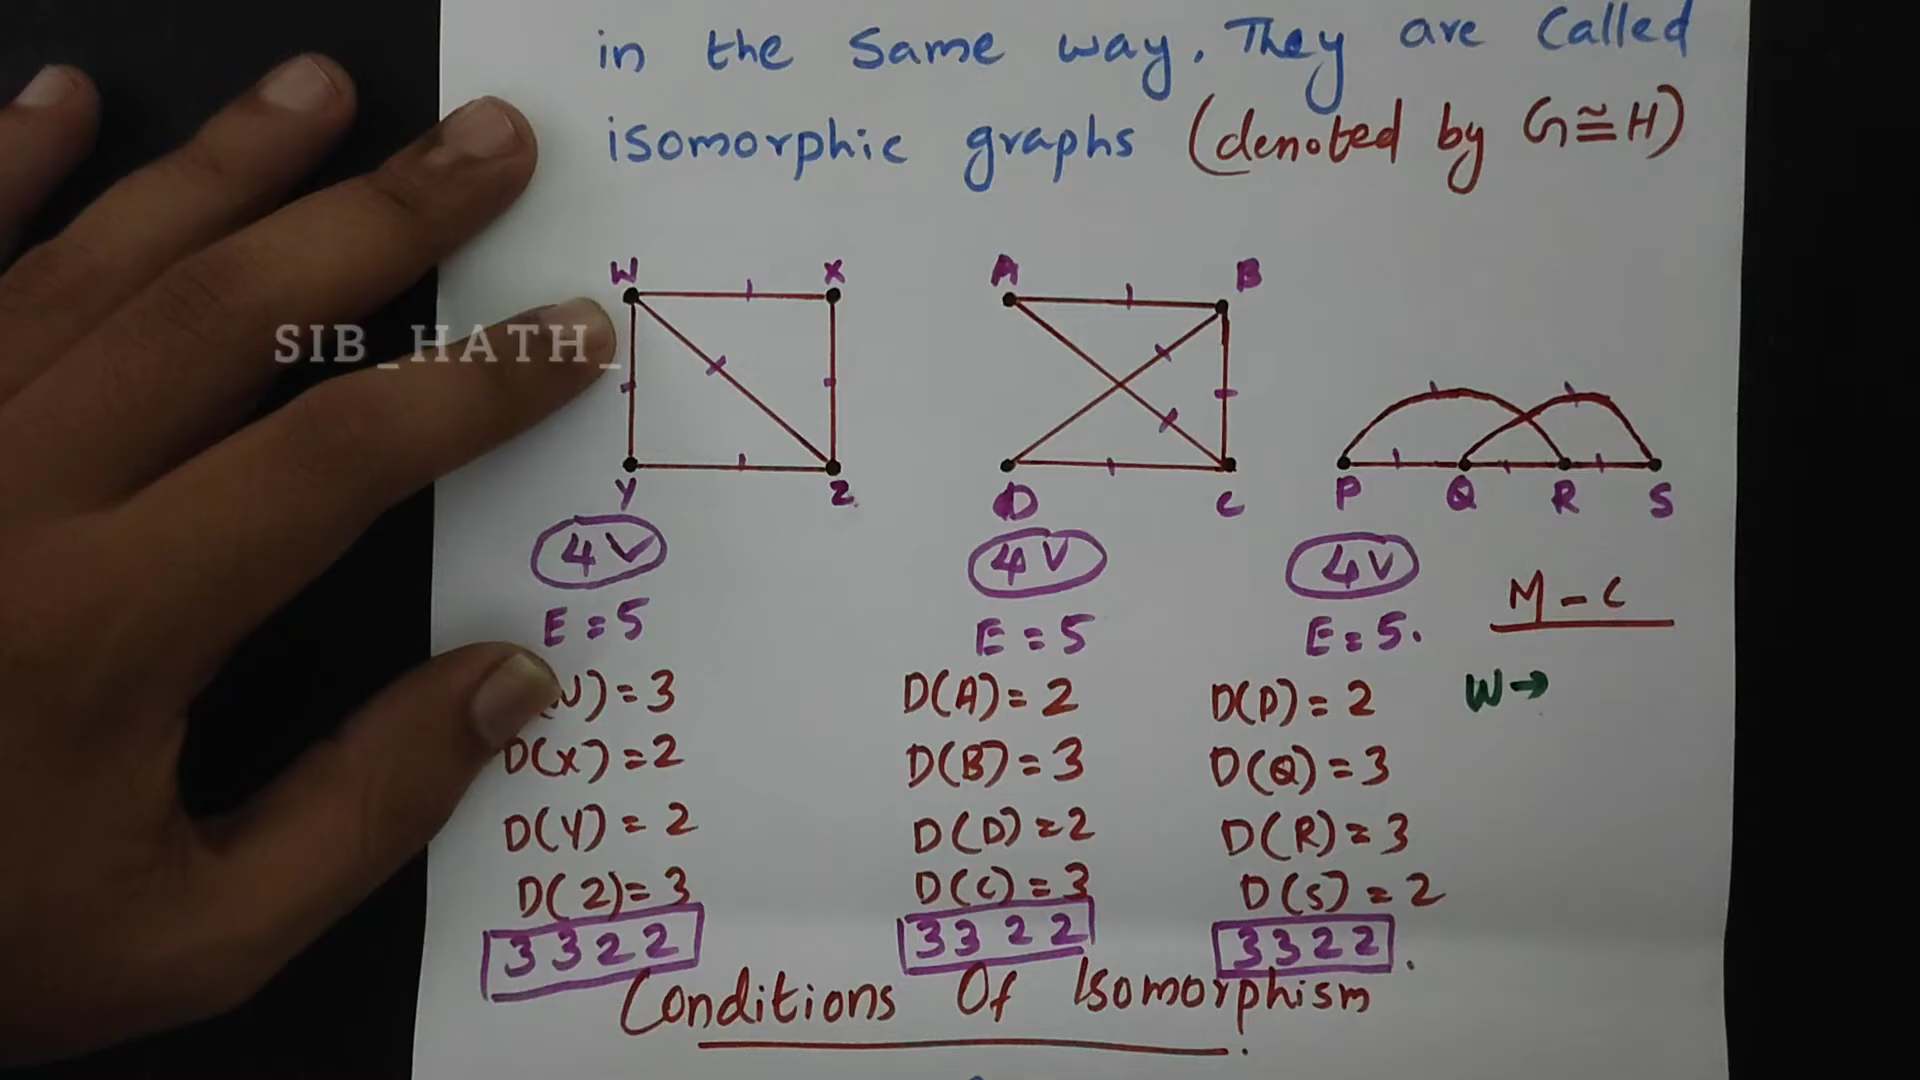 in the same way. They are called
isomorphic graphs (denoted by G≅H)
SIB_HATH_
W X
Y Z
A B
D C
P Q R S
4V 4V 4V
M-C
E=5 E=5 E=5.
D(A)=2 D(P)=2 W→
D(X)=2 D(B)=3 D(Q)=3
D(Y)=2 D(D)=2 D(R)=3
D(Z)=3 D(C)=3 D(S)=2
3322 3322 3322.
Conditions Of Isomorphism.